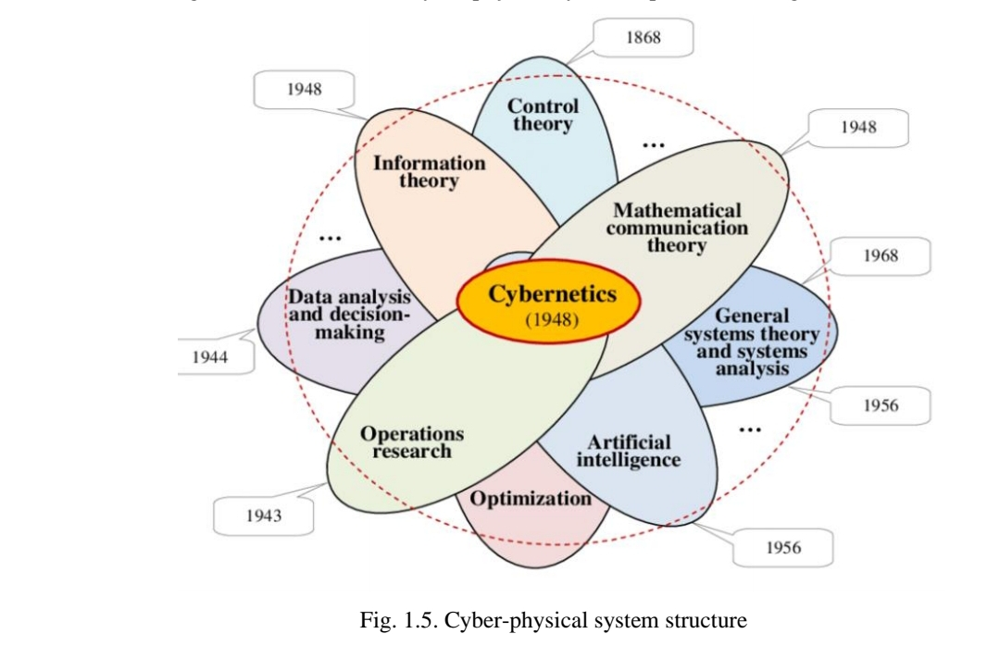 1868
Control
theory
1948
Information
theory
...
1948
Mathematical
communication
theory
...
1968
Cybernetics
(1948)
Data analysis
and decision-
making
General
systems theory
and systems
analysis
1944
1956
...
Operations
research
Artificial
intelligence
1943
Optimization
1956
Fig. 1.5. Cyber-physical system structure